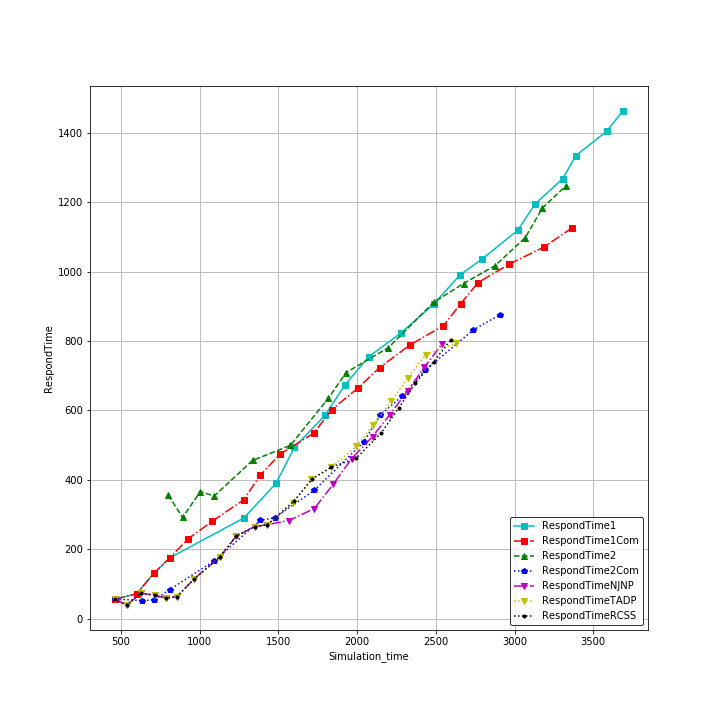 1400
1200
1000
800
600
400
200
0
RespondTime
500
1000
1500
2000
2500
3000
3500
Simulation_time
RespondTime1
RespondTime1Com
RespondTime2
RespondTime2Com
RespondTimeNJNP
RespondTimeTADP
RespondTimeRCSS